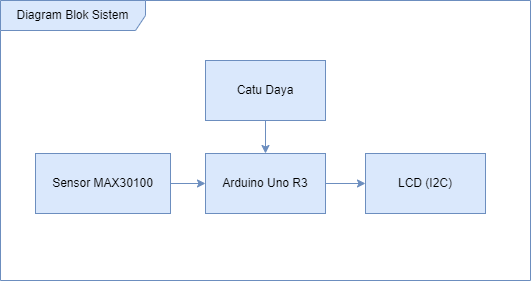 Diagram Blok Sistem
Catu Daya
Sensor MAX30100
Arduino Uno R3
LCD (I2C)